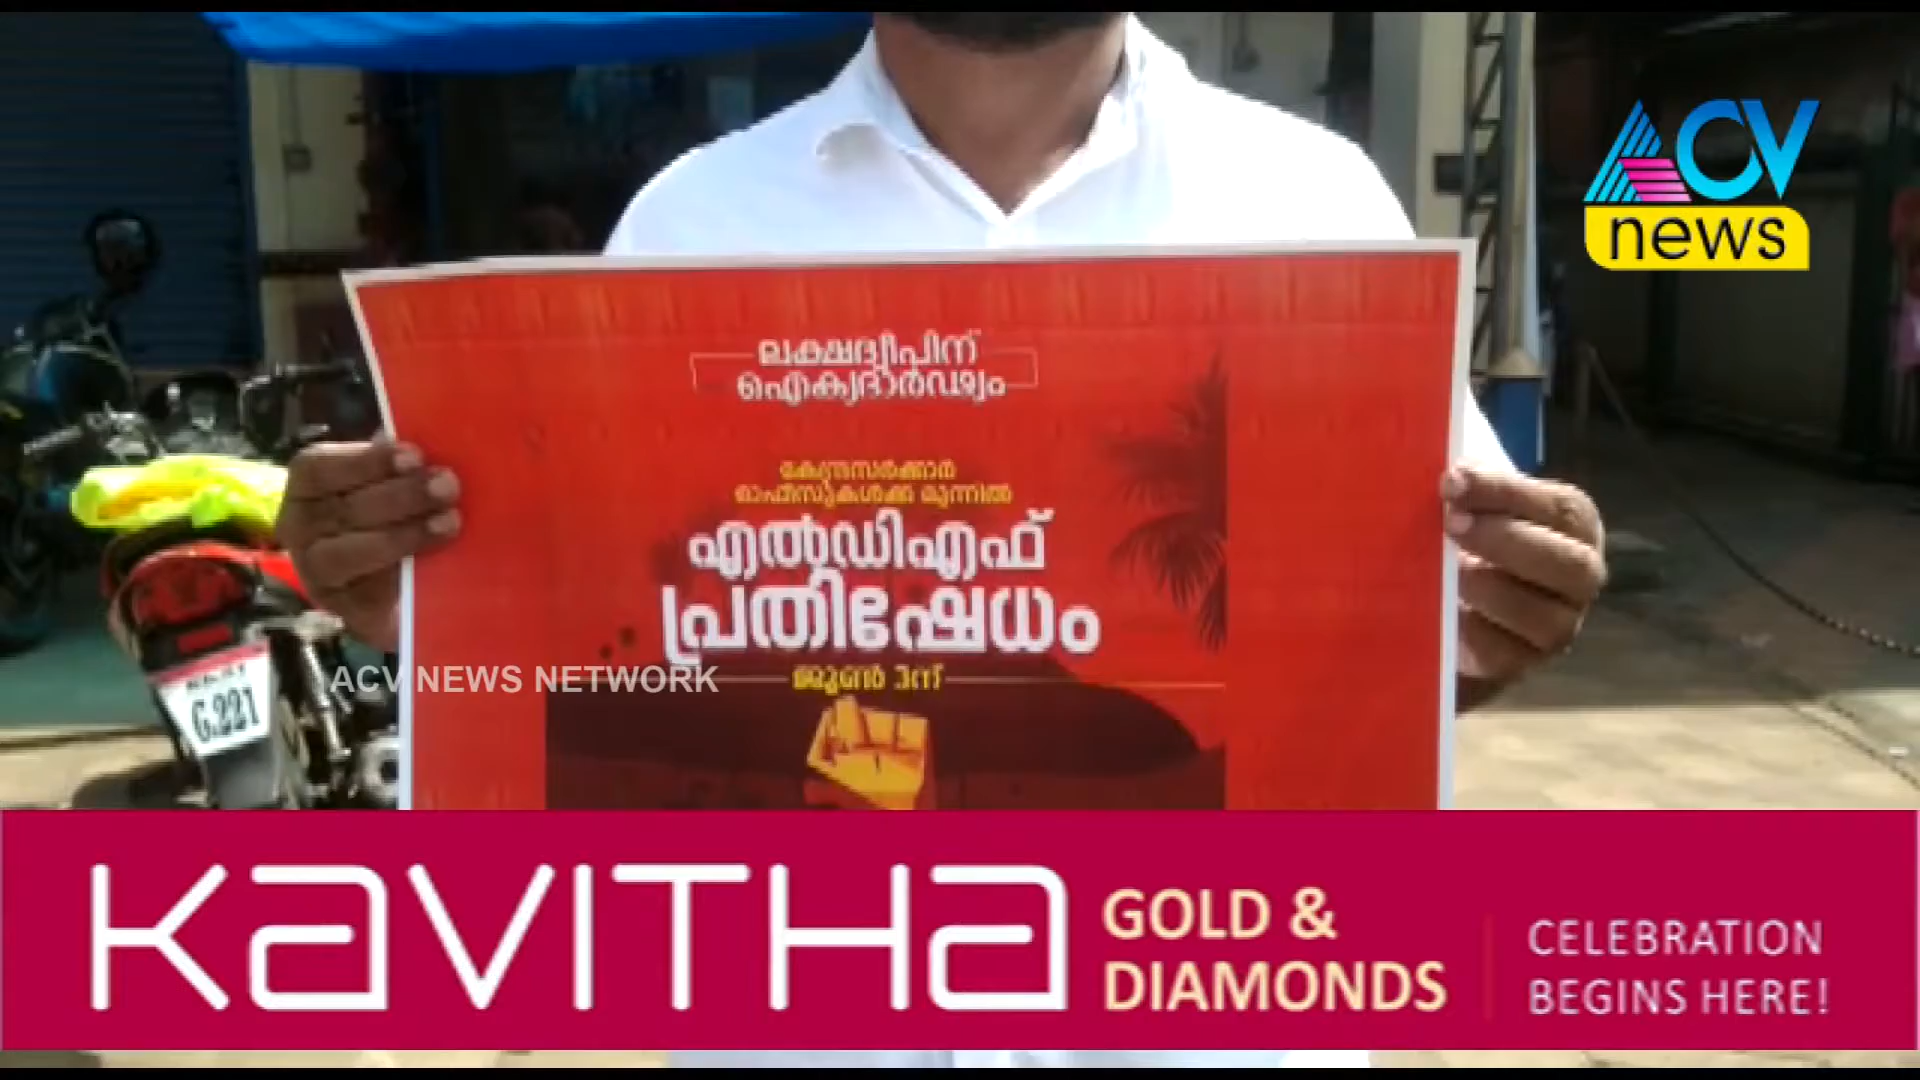 ACV
news
ലക്ഷദ്വീപിന്
ഐക്യദാർഢ്യം
കേന്ദ്രസർക്കാർ
ഓഫീസുകൾക്ക് മുന്നിൽ
എൽഡിഎഫ്
പ്രതിഷേധം
ജൂൺ 3ന്
ACV NEWS NETWORK
G.221
KaVITHa
GOLD &
DIAMONDS
CELEBRATION
BEGINS HERE!